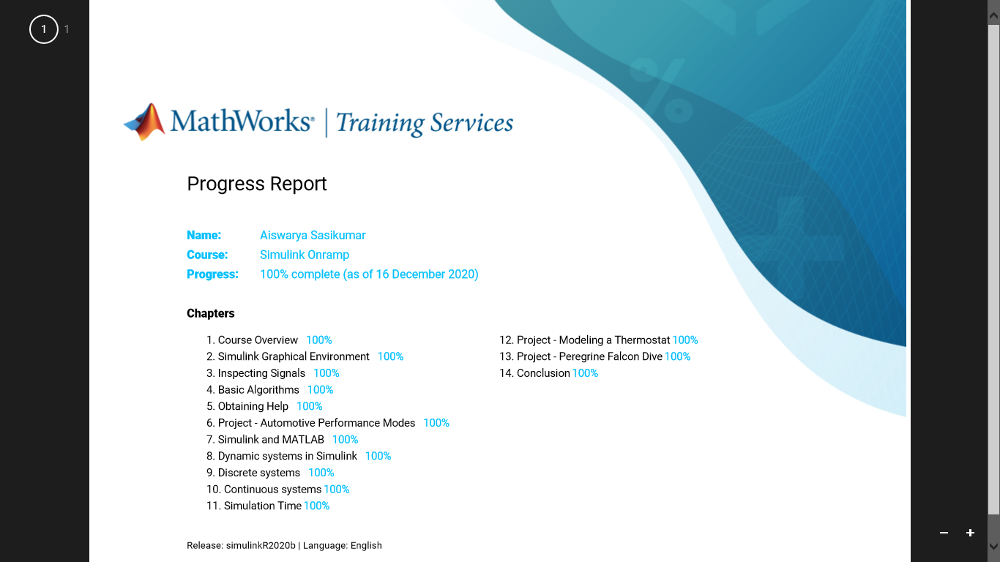 1 1
MathWorks® | Training Services
Progress Report
Name: Aiswarya Sasikumar
Course: Simulink Onramp
Progress: 100% complete (as of 16 December 2020)
Chapters
1. Course Overview 100%
2. Simulink Graphical Environment 100%
3. Inspecting Signals 100%
4. Basic Algorithms 100%
5. Obtaining Help 100%
6. Project - Automotive Performance Modes 100%
7. Simulink and MATLAB 100%
8. Dynamic systems in Simulink 100%
9. Discrete systems 100%
10. Continuous systems 100%
11. Simulation Time 100%
12. Project - Modeling a Thermostat 100%
13. Project - Peregrine Falcon Dive 100%
14. Conclusion 100%
Release: simulinkR2020b | Language: English